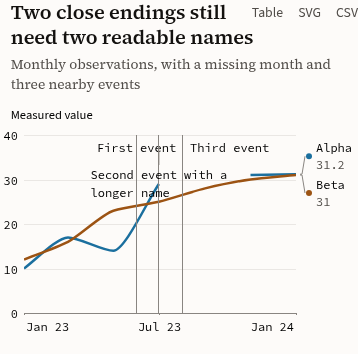 Two close endings still
need two readable names
Table SVG CSV
Monthly observations, with a missing month and
three nearby events
Measured value
40
First event
Third event
Alpha
31.2
Second event with a
longer name
30
Beta
31
20
10
0
Jan 23
Jul 23
Jan 24